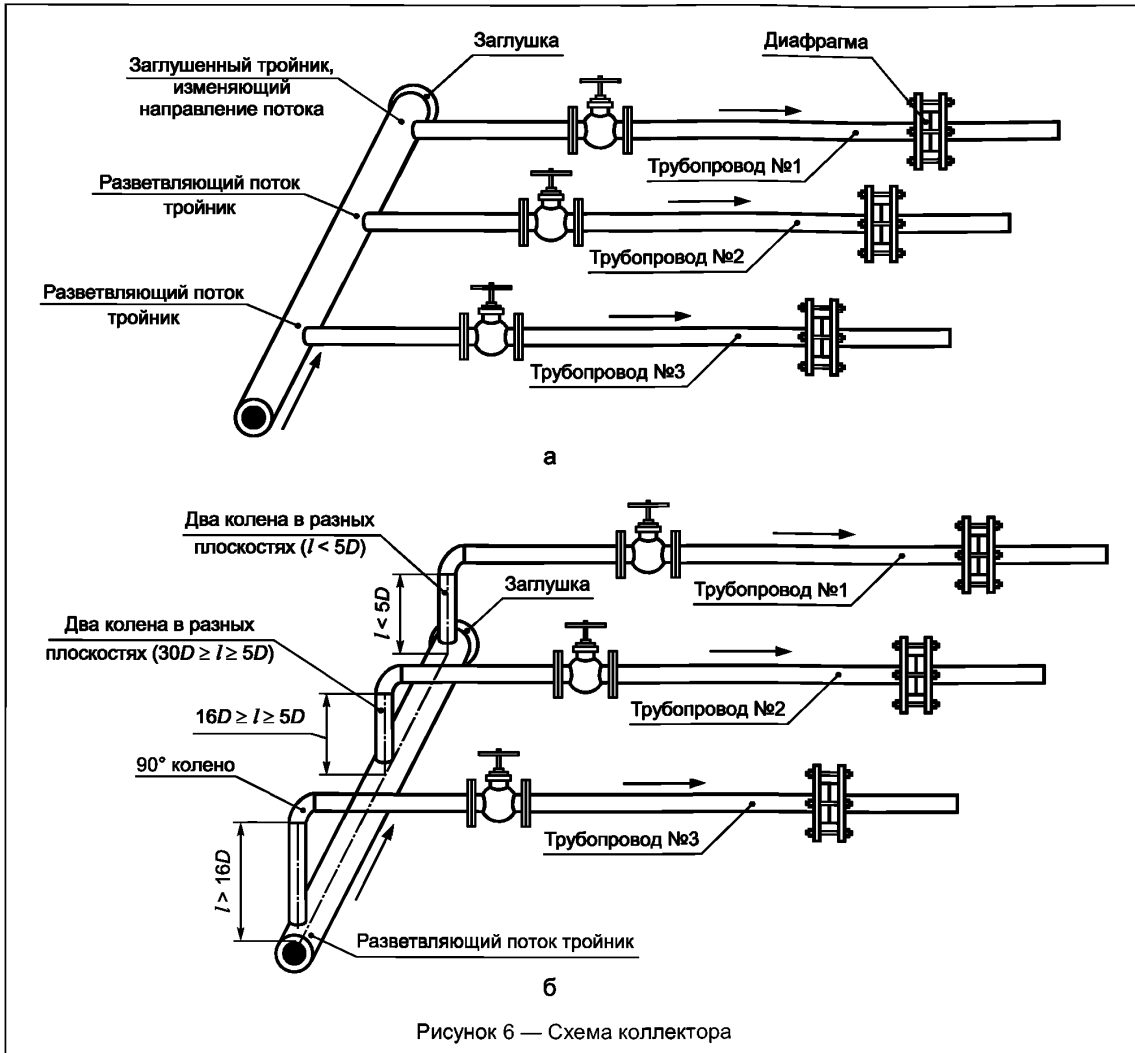 Заглушка
Диафрагма
Заглушенный тройник,
изменяющий
направление потока
Трубопровод №1
Разветвляющий поток
тройник
Трубопровод №2
Разветвляющий поток
тройник
Трубопровод №3
а
Два колена в разных
плоскостях (l < 5D)
Заглушка
l < 5D
Трубопровод №1
Два колена в разных
плоскостях (30D ≥ l ≥ 5D)
16D ≥ l ≥ 5D
Трубопровод №2
90° колено
l > 16D
Трубопровод №3
Разветвляющий поток тройник
б
Рисунок 6 — Схема коллектора